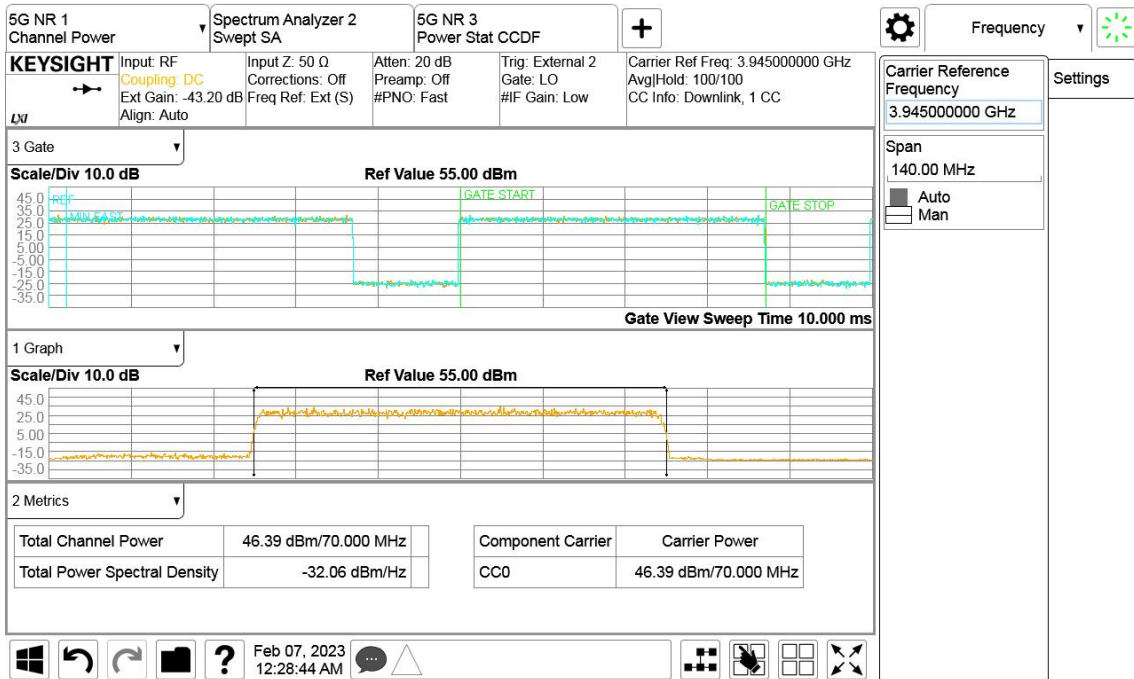 5G NR 1
Channel Power
Spectrum Analyzer 2
Swept SA
5G NR 3
Power Stat CCDF
Frequency
KEYSIGHT
LXI
Input: RF
Coupling: DC
Ext Gain: -43.20 dB
Align: Auto
Input Z: 50 Ω
Corrections: Off
Freq Ref: Ext (S)
Atten: 20 dB
Preamp: Off
#PNO: Fast
Trig: External 2
Gate: LO
#IF Gain: Low
Carrier Ref Freq: 3.945000000 GHz
Avg|Hold: 100/100
CC Info: Downlink, 1 CC
Carrier Reference
Frequency
3.945000000 GHz
Span
140.00 MHz
Auto
Man
Settings
3 Gate
Scale/Div 10.0 dB
Ref Value 55.00 dBm
45.0
35.0
25.0
15.0
5.00
-5.00
-15.0
-25.0
-35.0
REF
MIN FAST
GATE START
GATE STOP
Gate View Sweep Time 10.000 ms
1 Graph
Scale/Div 10.0 dB
Ref Value 55.00 dBm
45.0
25.0
5.00
-15.0
-35.0
2 Metrics
Total Channel Power 46.39 dBm/70.000 MHz
Total Power Spectral Density -32.06 dBm/Hz
Component Carrier Carrier Power
CC0 46.39 dBm/70.000 MHz
?
Feb 07, 2023
12:28:44 AM